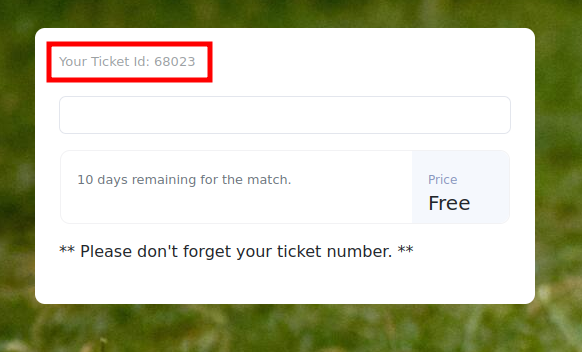 Your Ticket Id: 68023
10 days remaining for the match.
Price
Free
** Please don't forget your ticket number. **